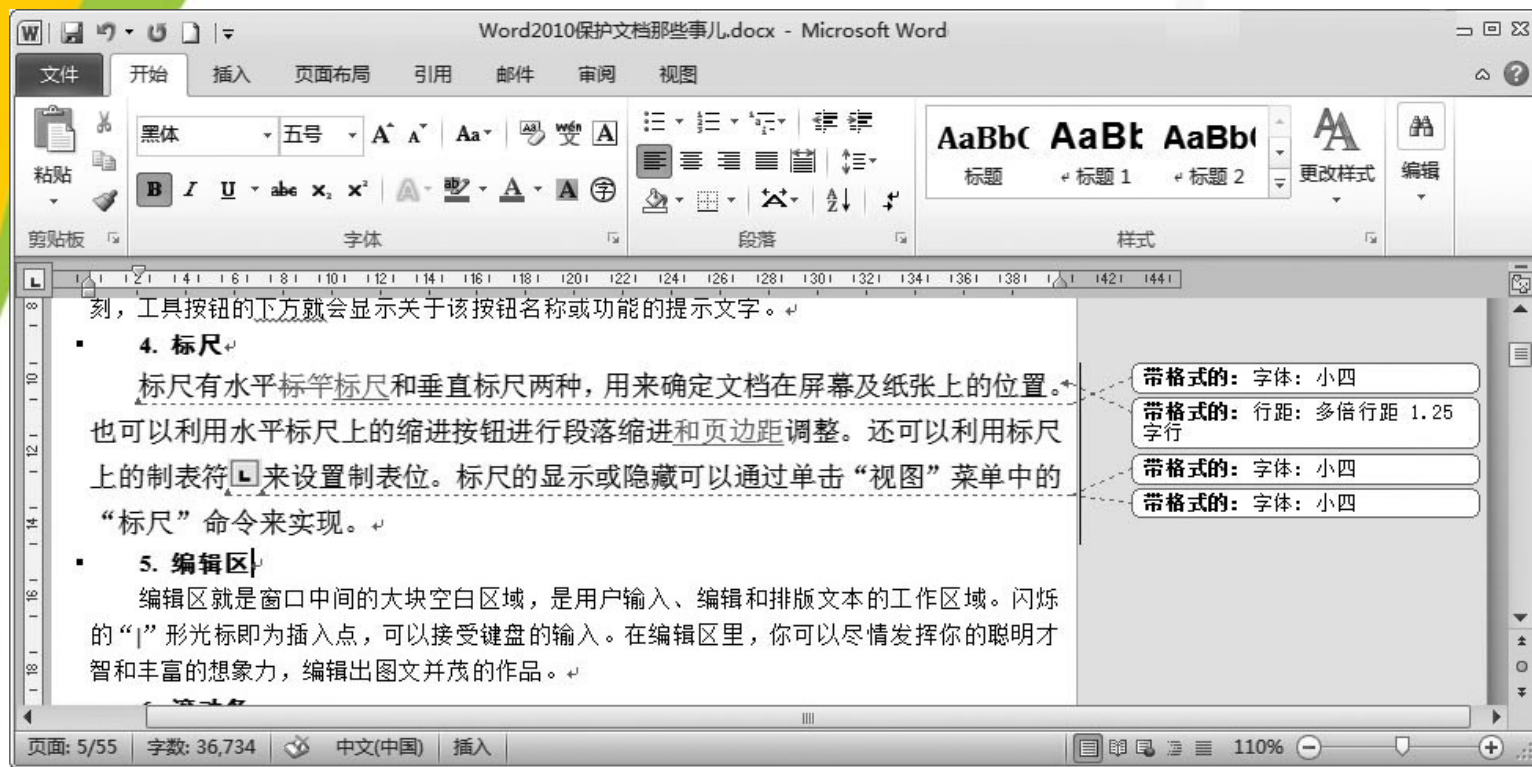 Word2010保护文档那些事儿.docx - Microsoft Word
文件 开始 插入 页面布局 引用 邮件 审阅 视图
黑体 五号
粘贴
AaBbC AaBb AaBb
标题 标题 1 标题 2 更改样式 编辑
剪贴板 字体 段落 样式
刻，工具按钮的下方就会显示关于该按钮名称或功能的提示文字。
4. 标尺
标尺有水平标竿标尺和垂直标尺两种，用来确定文档在屏幕及纸张上的位置。
也可以利用水平标尺上的缩进按钮进行段落缩进和页边距调整。还可以利用标尺
上的制表符来设置制表位。标尺的显示或隐藏可以通过单击“视图”菜单中的
“标尺”命令来实现。
5. 编辑区
编辑区就是窗口中间的大块空白区域，是用户输入、编辑和排版文本的工作区域。闪烁
的“|”形光标即为插入点，可以接受键盘的输入。在编辑区里，你可以尽情发挥你的聪明才
智和丰富的想象力，编辑出图文并茂的作品。
带格式的：字体：小四
带格式的：行距：多倍行距 1.25
字行
带格式的：字体：小四
带格式的：字体：小四
页面: 5/55 字数: 36,734 中文(中国) 插入 110%